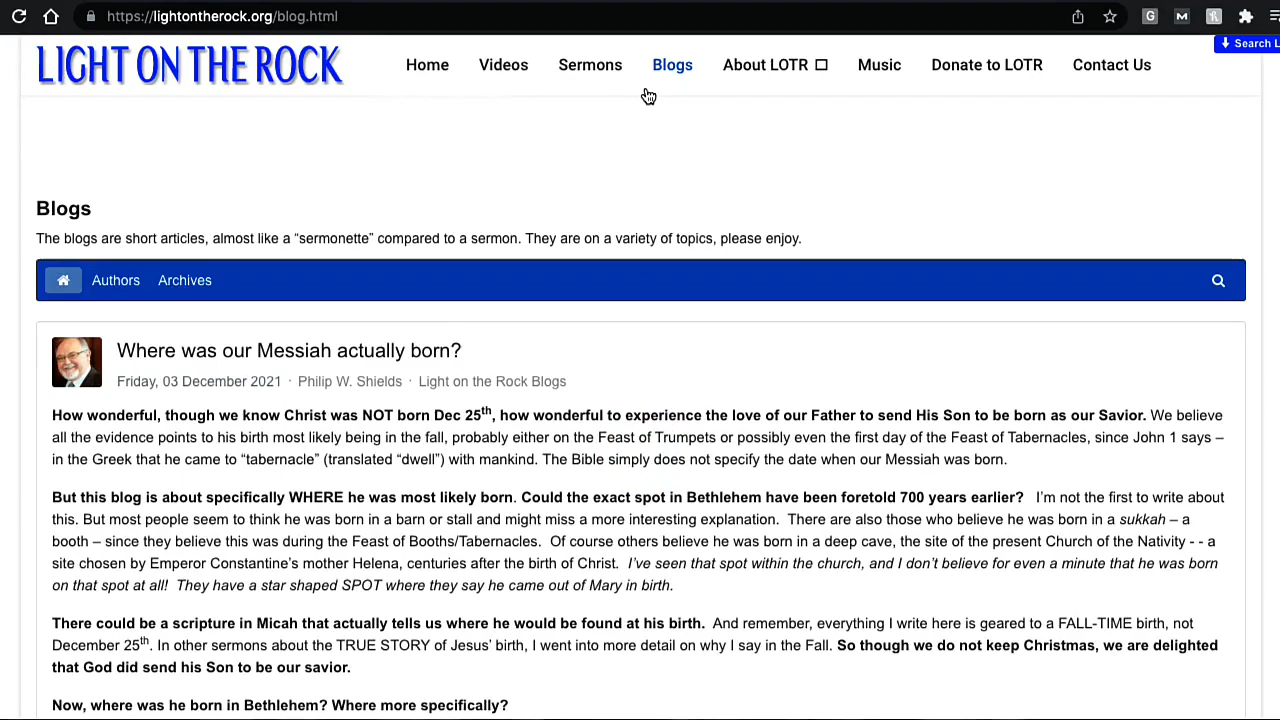 https://lightontherock.org/blog.html
Search L
LIGHT ON THE ROCK
Home Videos Sermons Blogs About LOTR Music Donate to LOTR Contact Us
Blogs
The blogs are short articles, almost like a “sermonette” compared to a sermon. They are on a variety of topics, please enjoy.
Authors Archives
Where was our Messiah actually born?
Friday, 03 December 2021 · Philip W. Shields · Light on the Rock Blogs
How wonderful, though we know Christ was NOT born Dec 25th, how wonderful to experience the love of our Father to send His Son to be born as our Savior. We believe
all the evidence points to his birth most likely being in the fall, probably either on the Feast of Trumpets or possibly even the first day of the Feast of Tabernacles, since John 1 says –
in the Greek that he came to “tabernacle” (translated “dwell”) with mankind. The Bible simply does not specify the date when our Messiah was born.
But this blog is about specifically WHERE he was most likely born. Could the exact spot in Bethlehem have been foretold 700 years earlier? I’m not the first to write about
this. But most people seem to think he was born in a barn or stall and might miss a more interesting explanation. There are also those who believe he was born in a sukkah – a
booth – since they believe this was during the Feast of Booths/Tabernacles. Of course others believe he was born in a deep cave, the site of the present Church of the Nativity - - a
site chosen by Emperor Constantine’s mother Helena, centuries after the birth of Christ. I’ve seen that spot within the church, and I don’t believe for even a minute that he was born
on that spot at all! They have a star shaped SPOT where they say he came out of Mary in birth.
There could be a scripture in Micah that actually tells us where he would be found at his birth. And remember, everything I write here is geared to a FALL-TIME birth, not
December 25th. In other sermons about the TRUE STORY of Jesus’ birth, I went into more detail on why I say in the Fall. So though we do not keep Christmas, we are delighted
that God did send his Son to be our savior.
Now, where was he born in Bethlehem? Where more specifically?